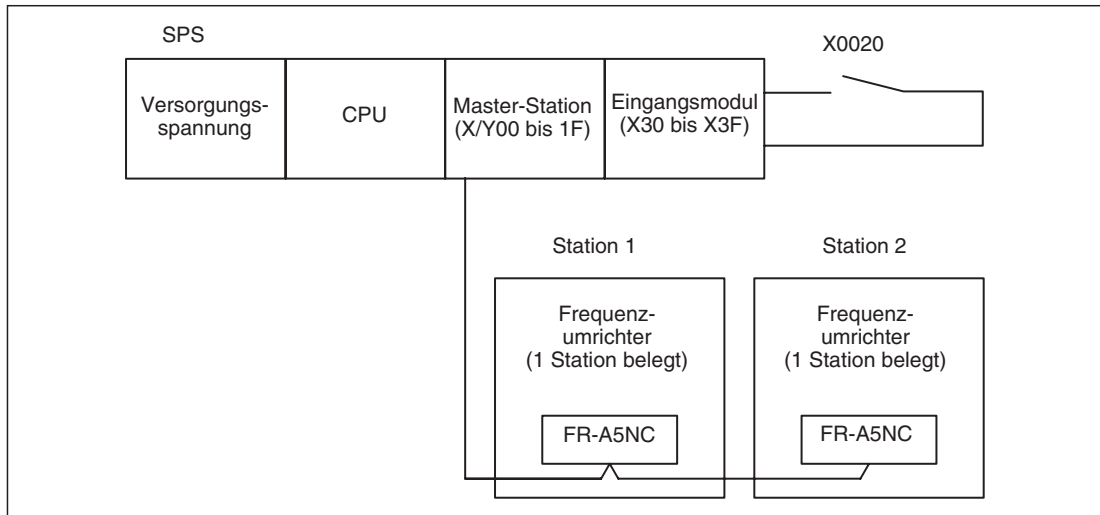 SPS
X0020
Versorgungs-
spannung
CPU
Master-Station
(X/Y00 bis 1F)
Eingangsmodul
(X30 bis X3F)
Station 1
Station 2
Frequenz-
umrichter
(1 Station belegt)
Frequenz-
umrichter
(1 Station belegt)
FR-A5NC
FR-A5NC